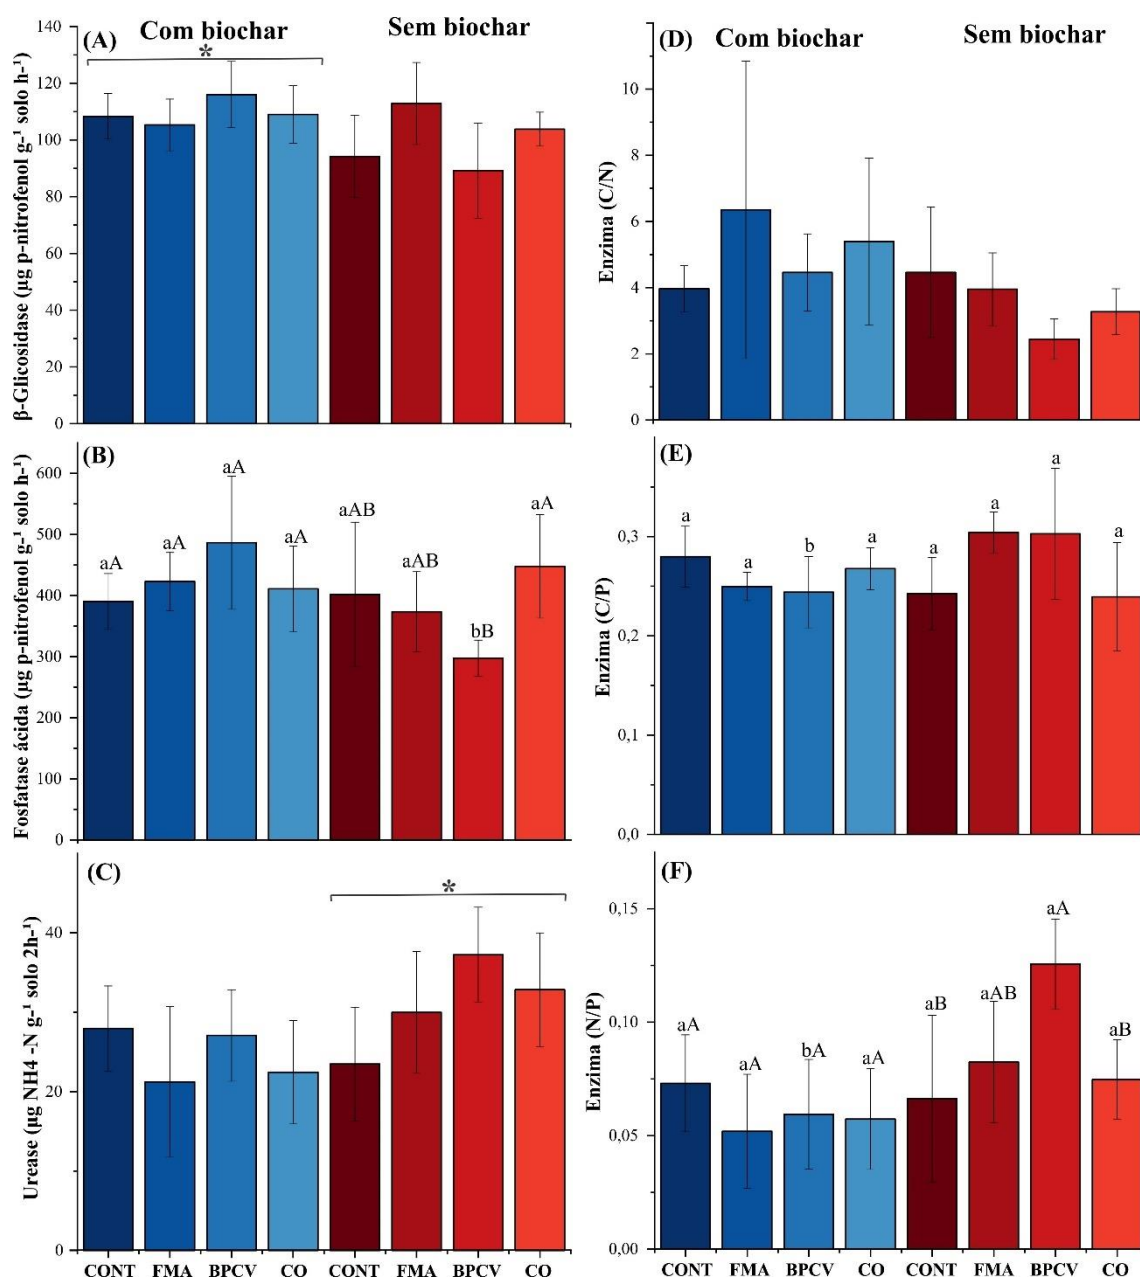 (A)
Com biochar
Sem biochar
*
β-Glicosidase (µg p-nitrofenol g-¹ solo h-¹)
140
120
100
80
60
40
20
0
(D)
Com biochar
Sem biochar
Enzima (C/N)
10
8
6
4
2
0
(B)
Fosfatase ácida (µg p-nitrofenol g-¹ solo h-¹)
600
500
400
300
200
100
0
aA aA aA aA aAB aAB bB aA
(E)
Enzima (C/P)
0,3
0,2
0,1
0,0
a a b a a a a a
(C)
*
Urease (µg NH4 -N g-¹ solo 2h-¹)
40
20
0
CONT FMA BPCV CO CONT FMA BPCV CO
(F)
Enzima (N/P)
0,15
0,10
0,05
0,00
aA aA bA aA aB aAB aA aB
CONT FMA BPCV CO CONT FMA BPCV CO